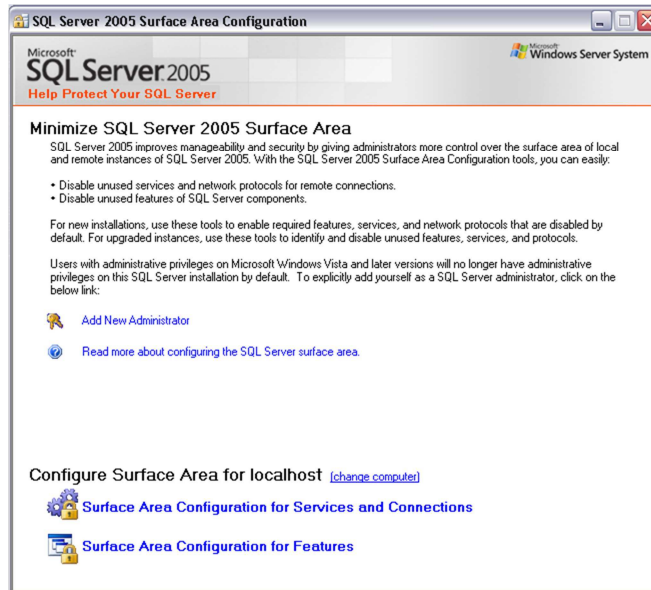 SQL Server 2005 Surface Area Configuration
Microsoft
SQL Server 2005
Help Protect Your SQL Server
Microsoft
Windows Server System
Minimize SQL Server 2005 Surface Area
SQL Server 2005 improves manageability and security by giving administrators more control over the surface area of local
and remote instances of SQL Server 2005. With the SQL Server 2005 Surface Area Configuration tools, you can easily:
• Disable unused services and network protocols for remote connections.
• Disable unused features of SQL Server components.
For new installations, use these tools to enable required features, services, and network protocols that are disabled by
default. For upgraded instances, use these tools to identify and disable unused features, services, and protocols.
Users with administrative privileges on Microsoft Windows Vista and later versions will no longer have administrative
privileges on this SQL Server installation by default. To explicitly add yourself as a SQL Server administrator, click on the
below link:
Add New Administrator
Read more about configuring the SQL Server surface area.
Configure Surface Area for localhost (change computer)
Surface Area Configuration for Services and Connections
Surface Area Configuration for Features